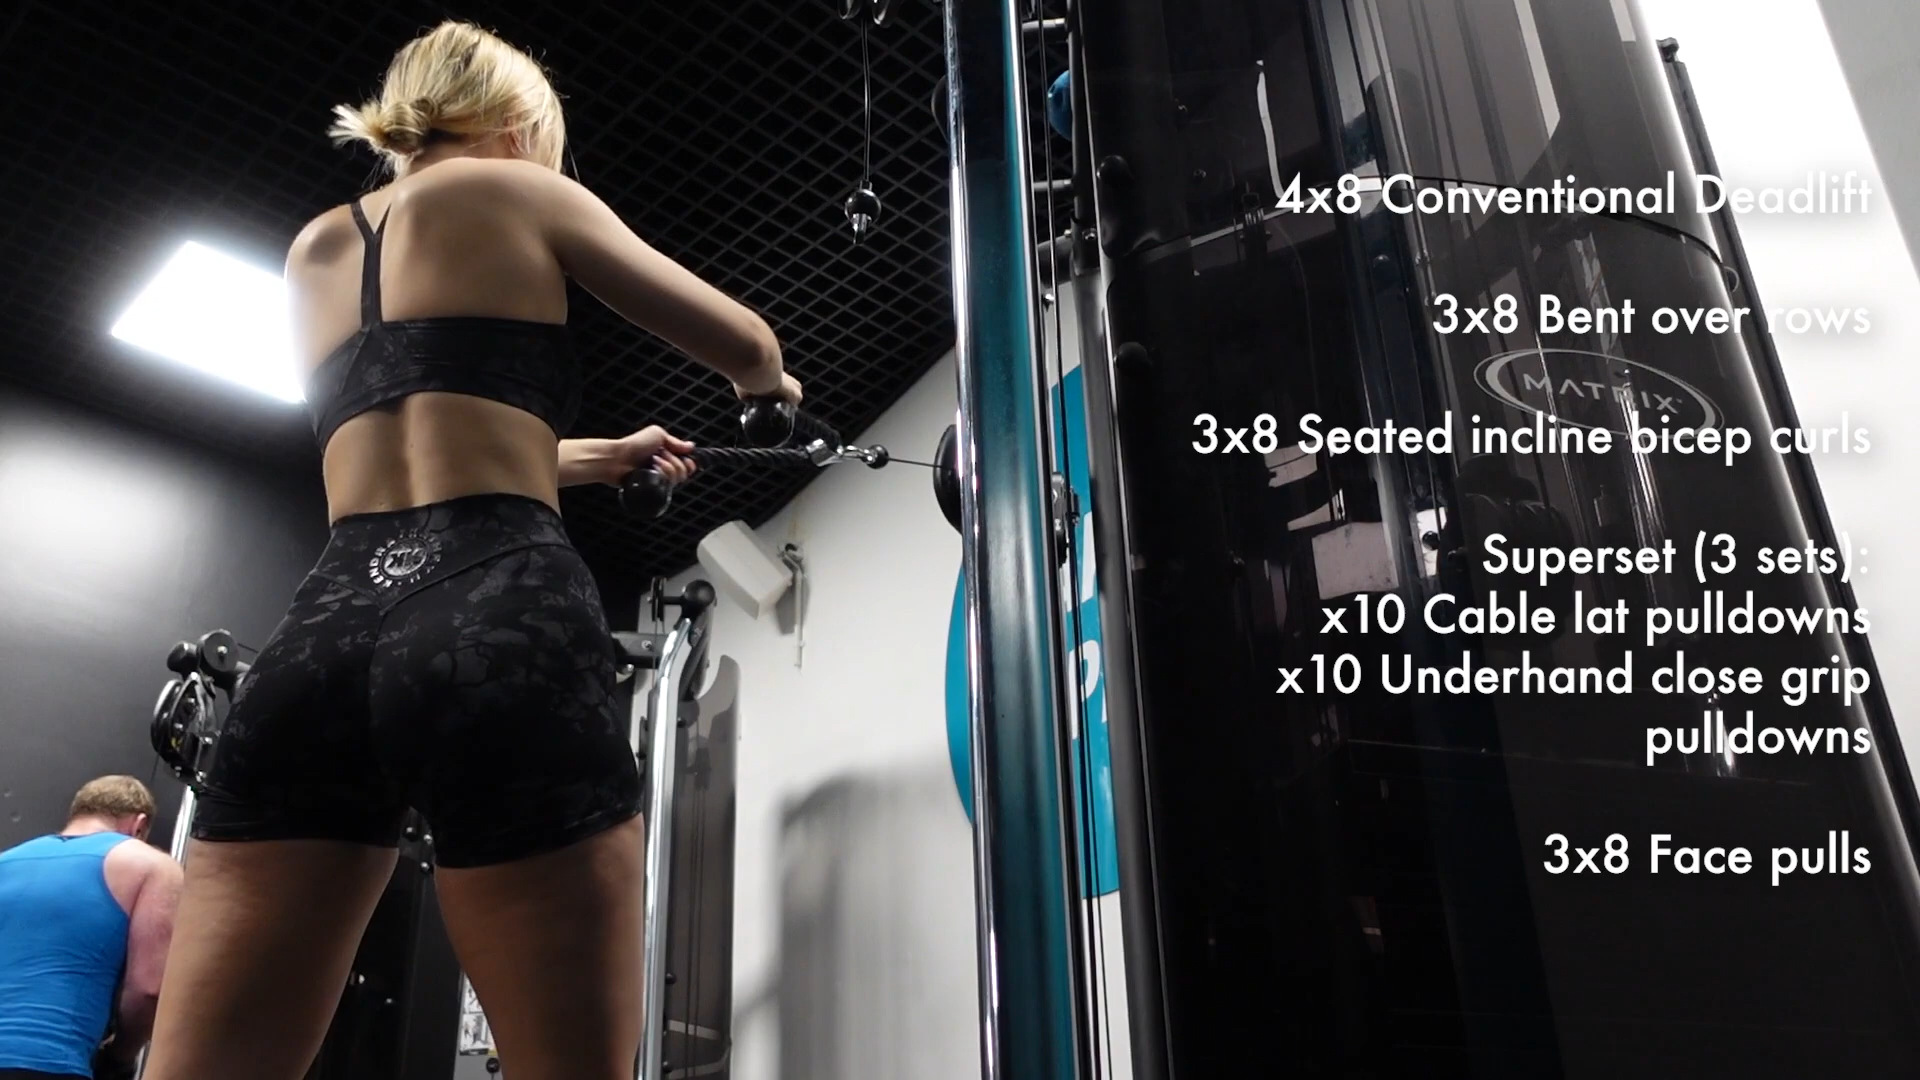 4x8 Conventional Deadlift
3x8 Bent over rows
MATRIX
3x8 Seated incline bicep curls
Superset (3 sets):
x10 Cable lat pulldowns
x10 Underhand close grip
pulldowns
3x8 Face pulls